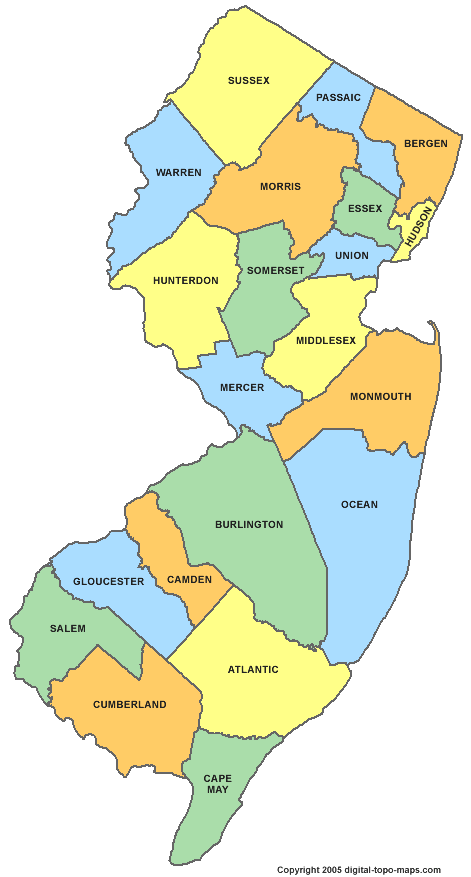 SUSSEX
PASSAIC
BERGEN
WARREN
MORRIS
ESSEX
HUDSON
UNION
SOMERSET
HUNTERDON
MIDDLESEX
MERCER
MONMOUTH
OCEAN
BURLINGTON
CAMDEN
GLOUCESTER
SALEM
ATLANTIC
CUMBERLAND
CAPE
MAY
Copyright 2005 digital-topo-maps.com